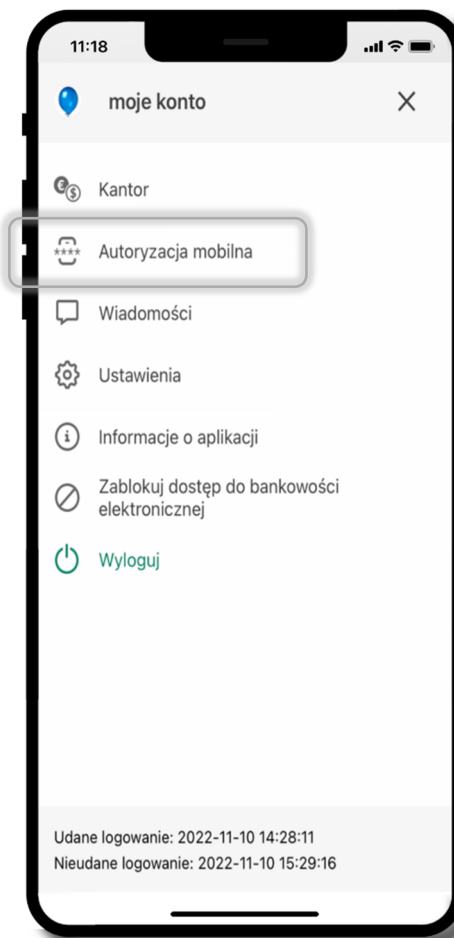 11:18
moje konto
Kantor
Autoryzacja mobilna
Wiadomości
Ustawienia
Informacje o aplikacji
Zablokuj dostęp do bankowości
elektronicznej
Wyloguj
Udane logowanie: 2022-11-10 14:28:11
Nieudane logowanie: 2022-11-10 15:29:16